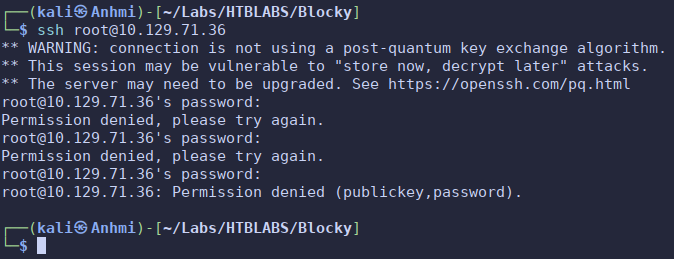 ┌──(kali㉿Anhmi)-[~/Labs/HTBLABS/Blocky]
└─$ ssh root@10.129.71.36
** WARNING: connection is not using a post-quantum key exchange algorithm.
** This session may be vulnerable to "store now, decrypt later" attacks.
** The server may need to be upgraded. See https://openssh.com/pq.html
root@10.129.71.36's password:
Permission denied, please try again.
root@10.129.71.36's password:
Permission denied, please try again.
root@10.129.71.36's password:
root@10.129.71.36: Permission denied (publickey,password).
┌──(kali㉿Anhmi)-[~/Labs/HTBLABS/Blocky]
└─$